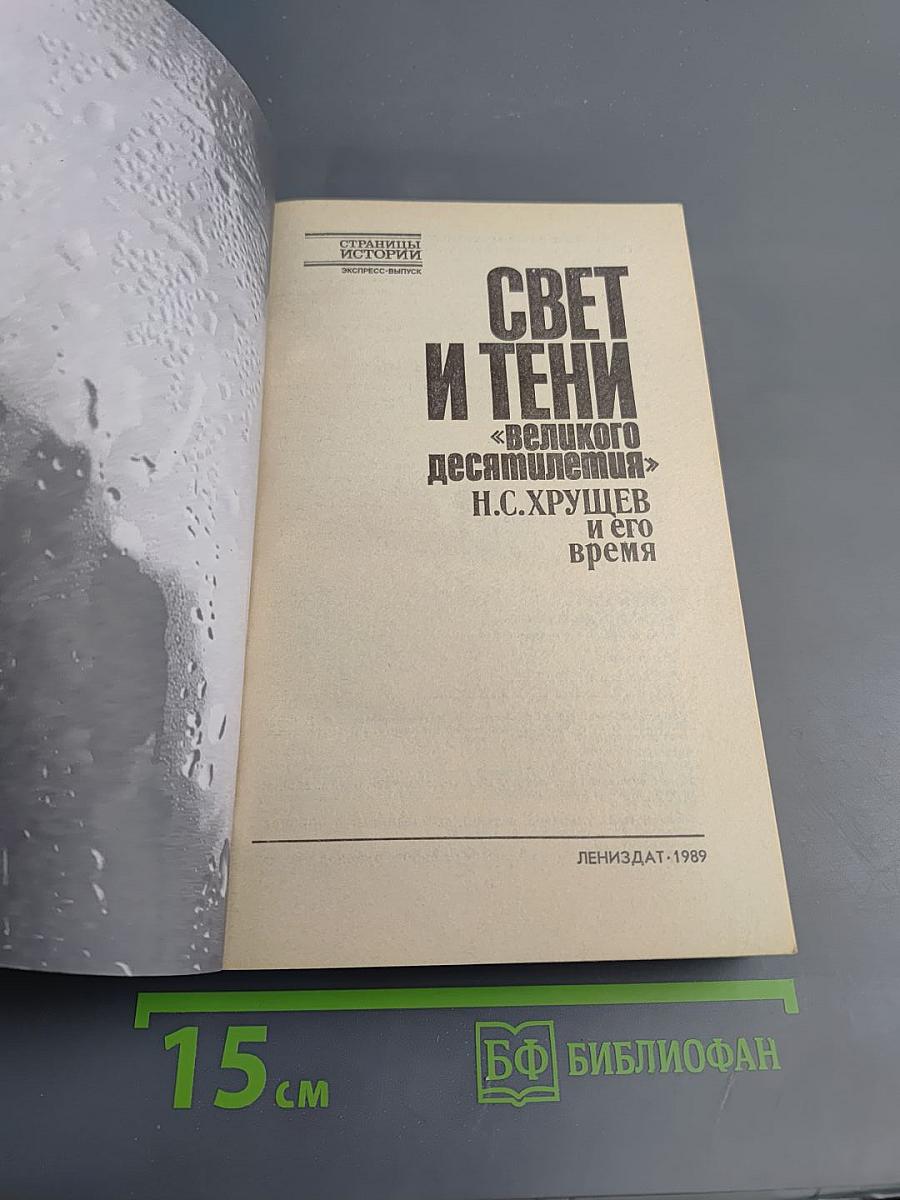 СТРАНИЦЫ
ИСТОРИИ
ЭКСПРЕСС-ВЫПУСК
СВЕТ
И ТЕНИ
«великого
десятилетия»
Н.С.ХРУЩЕВ
и его
время
ЛЕНИЗДАТ·1989
15 см
БФ БИБЛИОФАН